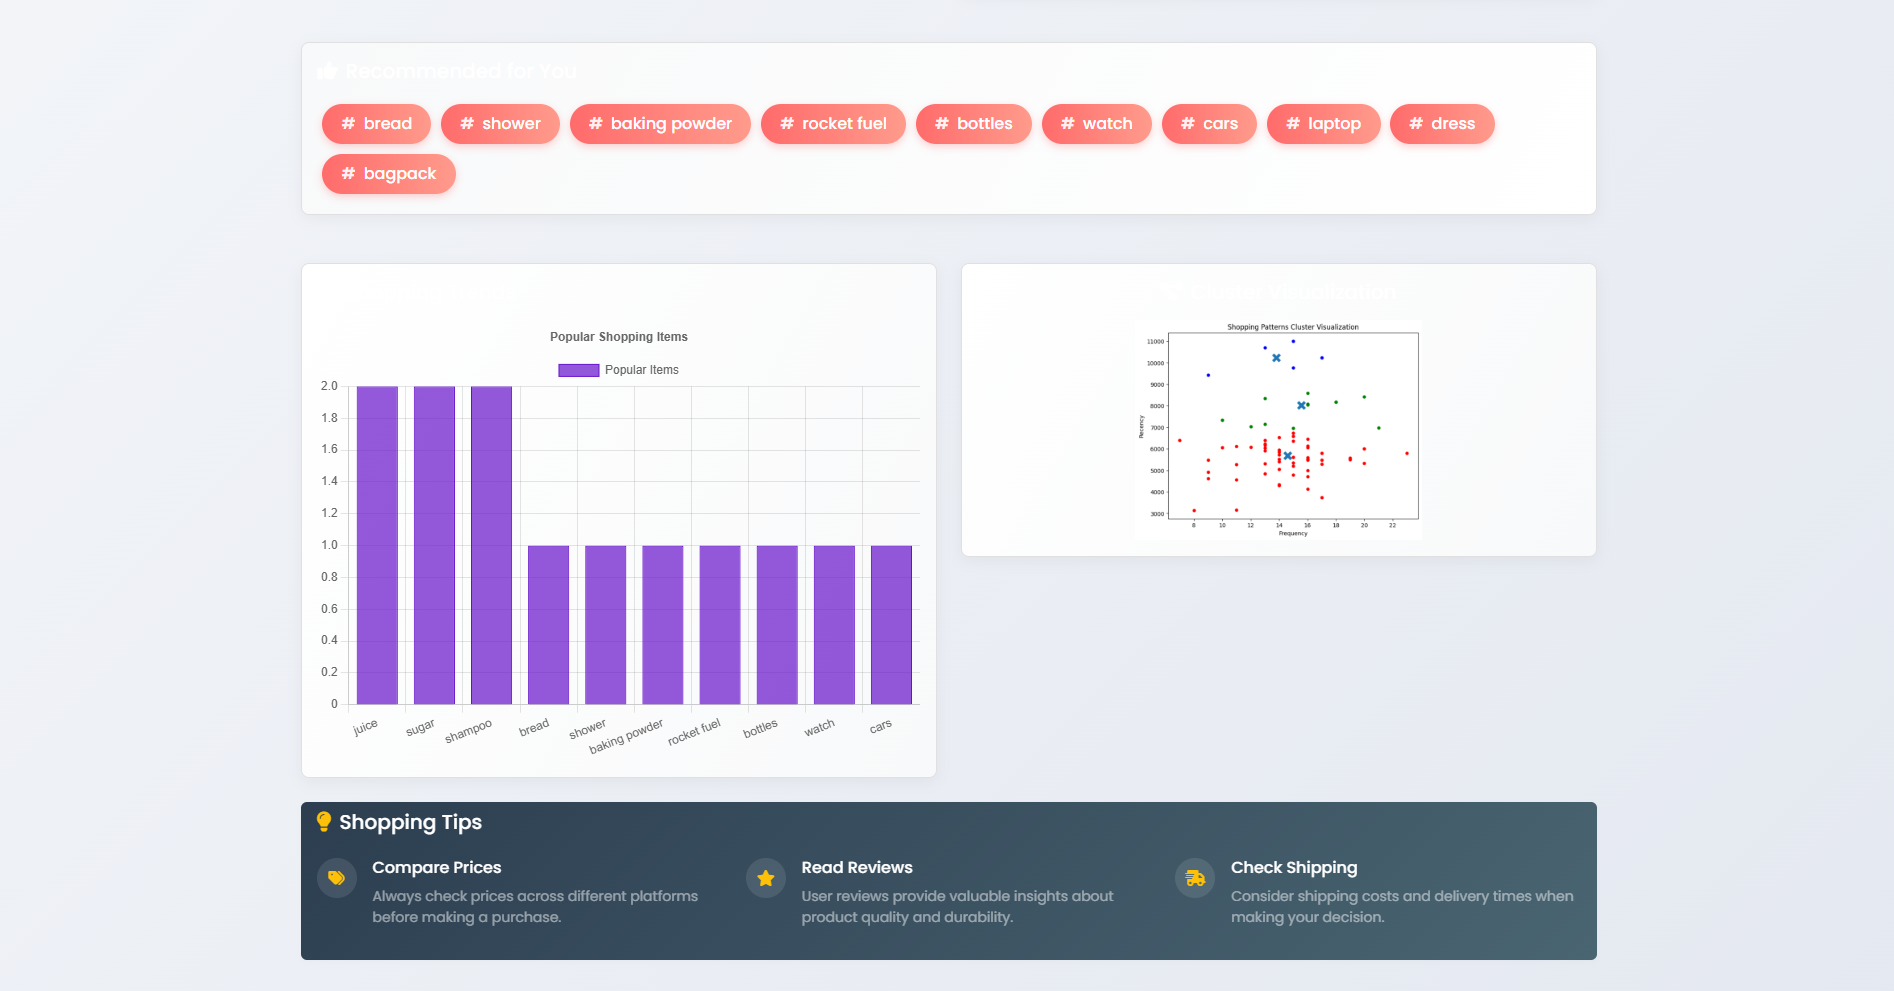 Recommended for You
# bread
# shower
# baking powder
# rocket fuel
# bottles
# watch
# cars
# laptop
# dress
# bagpack
Popular Shopping Items
Popular Items
2.0
1.8
1.6
1.4
1.2
1.0
0.8
0.6
0.4
0.2
0
juice
sugar
shampoo
bread
shower
baking powder
rocket fuel
bottles
watch
cars
Cluster Visualization
Shopping Patterns Cluster Visualization
Recency
11000
10000
9000
8000
7000
6000
5000
4000
3000
8
10
12
14
16
18
20
22
Frequency
Shopping Tips
Compare Prices
Always check prices across different platforms
before making a purchase.
Read Reviews
User reviews provide valuable insights about
product quality and durability.
Check Shipping
Consider shipping costs and delivery times when
making your decision.